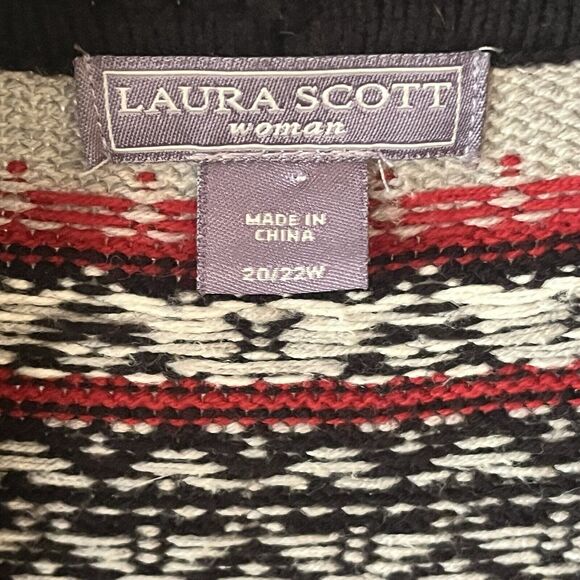 LAURA SCOTT
woman
MADE IN
CHINA
20/22W